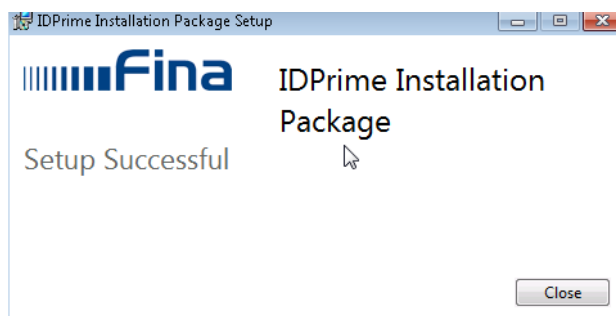 IDPrime Installation Package Setup
Fina
IDPrime Installation
Package
Setup Successful
Close